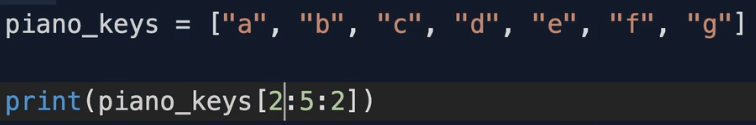 piano_keys = ["a", "b", "c", "d", "e", "f", "g"]
print(piano_keys[2:5:2])